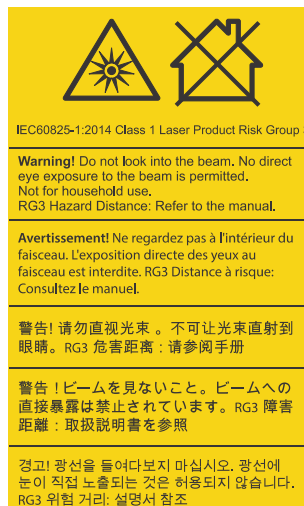 IEC60825-1:2014 Class 1 Laser Product Risk Group
Warning! Do not look into the beam. No direct
eye exposure to the beam is permitted.
Not for household use.
RG3 Hazard Distance: Refer to the manual.
Avertissement! Ne regardez pas à l'intérieur du
faisceau. L'exposition directe des yeux au
faisceau est interdite. RG3 Distance à risque:
Consultez le manuel.
警告! 请勿直视光束 。不可让光束直射到
眼睛。RG3 危害距离 : 请参阅手册
警告 ! ビームを見ないこと。ビームへの
直接暴露は禁止されています。RG3 障害
距離 : 取扱説明書を参照
경고! 광선을 들여다보지 마십시오. 광선에
눈이 직접 노출되는 것은 허용되지 않습니다.
RG3 위험 거리: 설명서 참조